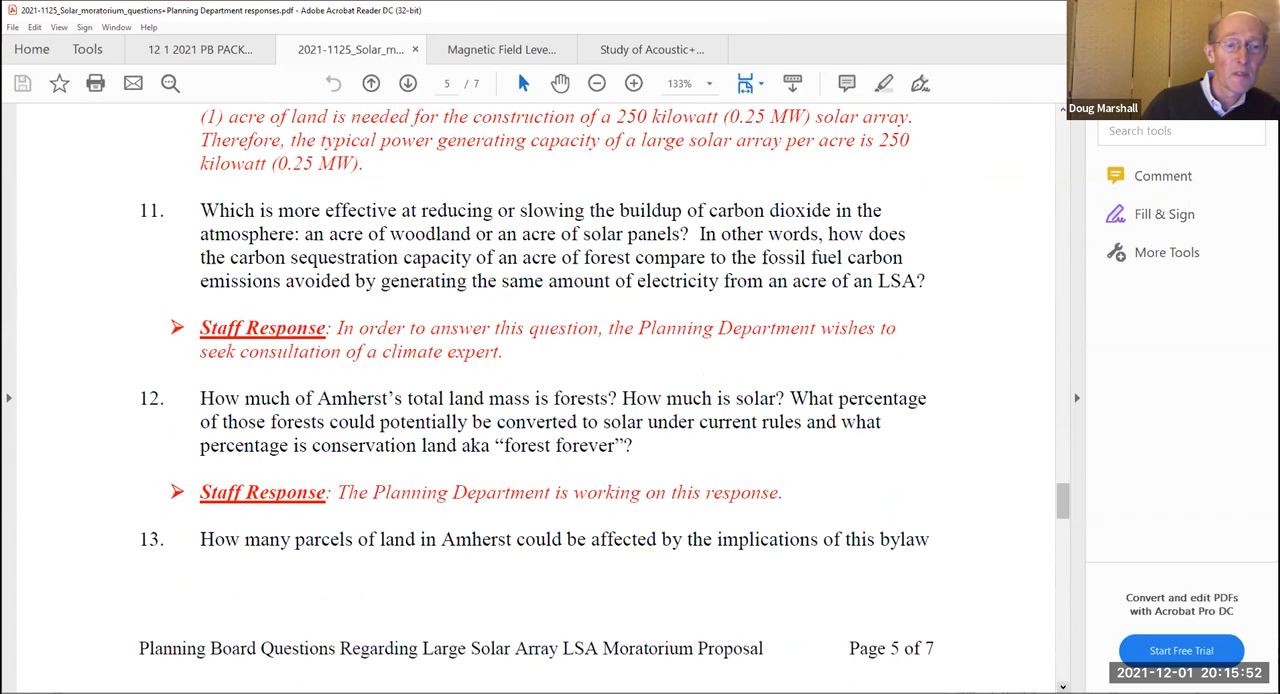 2021-1125_Solar_moratorium_questions+Planning Department responses.pdf - Adobe Acrobat Reader DC (32-bit)
File Edit View Sign Window Help
Home Tools 12 1 2021 PB PACK... 2021-1125_Solar_m... × Magnetic Field Leve... Study of Acoustic+...
5 / 7 133%
Doug Marshall
Search tools
Comment
Fill & Sign
More Tools
(1) acre of land is needed for the construction of a 250 kilowatt (0.25 MW) solar array.
Therefore, the typical power generating capacity of a large solar array per acre is 250
kilowatt (0.25 MW).
11. Which is more effective at reducing or slowing the buildup of carbon dioxide in the
atmosphere: an acre of woodland or an acre of solar panels? In other words, how does
the carbon sequestration capacity of an acre of forest compare to the fossil fuel carbon
emissions avoided by generating the same amount of electricity from an acre of an LSA?
➢ Staff Response: In order to answer this question, the Planning Department wishes to
seek consultation of a climate expert.
12. How much of Amherst's total land mass is forests? How much is solar? What percentage
of those forests could potentially be converted to solar under current rules and what
percentage is conservation land aka “forest forever”?
➢ Staff Response: The Planning Department is working on this response.
13. How many parcels of land in Amherst could be affected by the implications of this bylaw
Planning Board Questions Regarding Large Solar Array LSA Moratorium Proposal Page 5 of 7
Convert and edit PDFs
with Acrobat Pro DC
Start Free Trial
2021-12-01 20:15:52